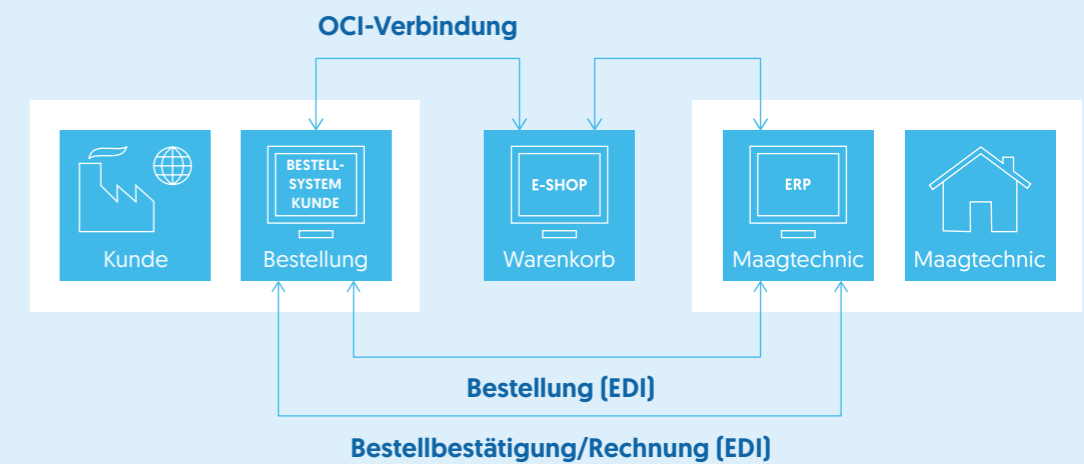 OCI-Verbindung
BESTELL-
SYSTEM
KUNDE
E-SHOP
ERP
Kunde
Bestellung
Warenkorb
Maagtechnic
Maagtechnic
Bestellung (EDI)
Bestellbestätigung/Rechnung (EDI)